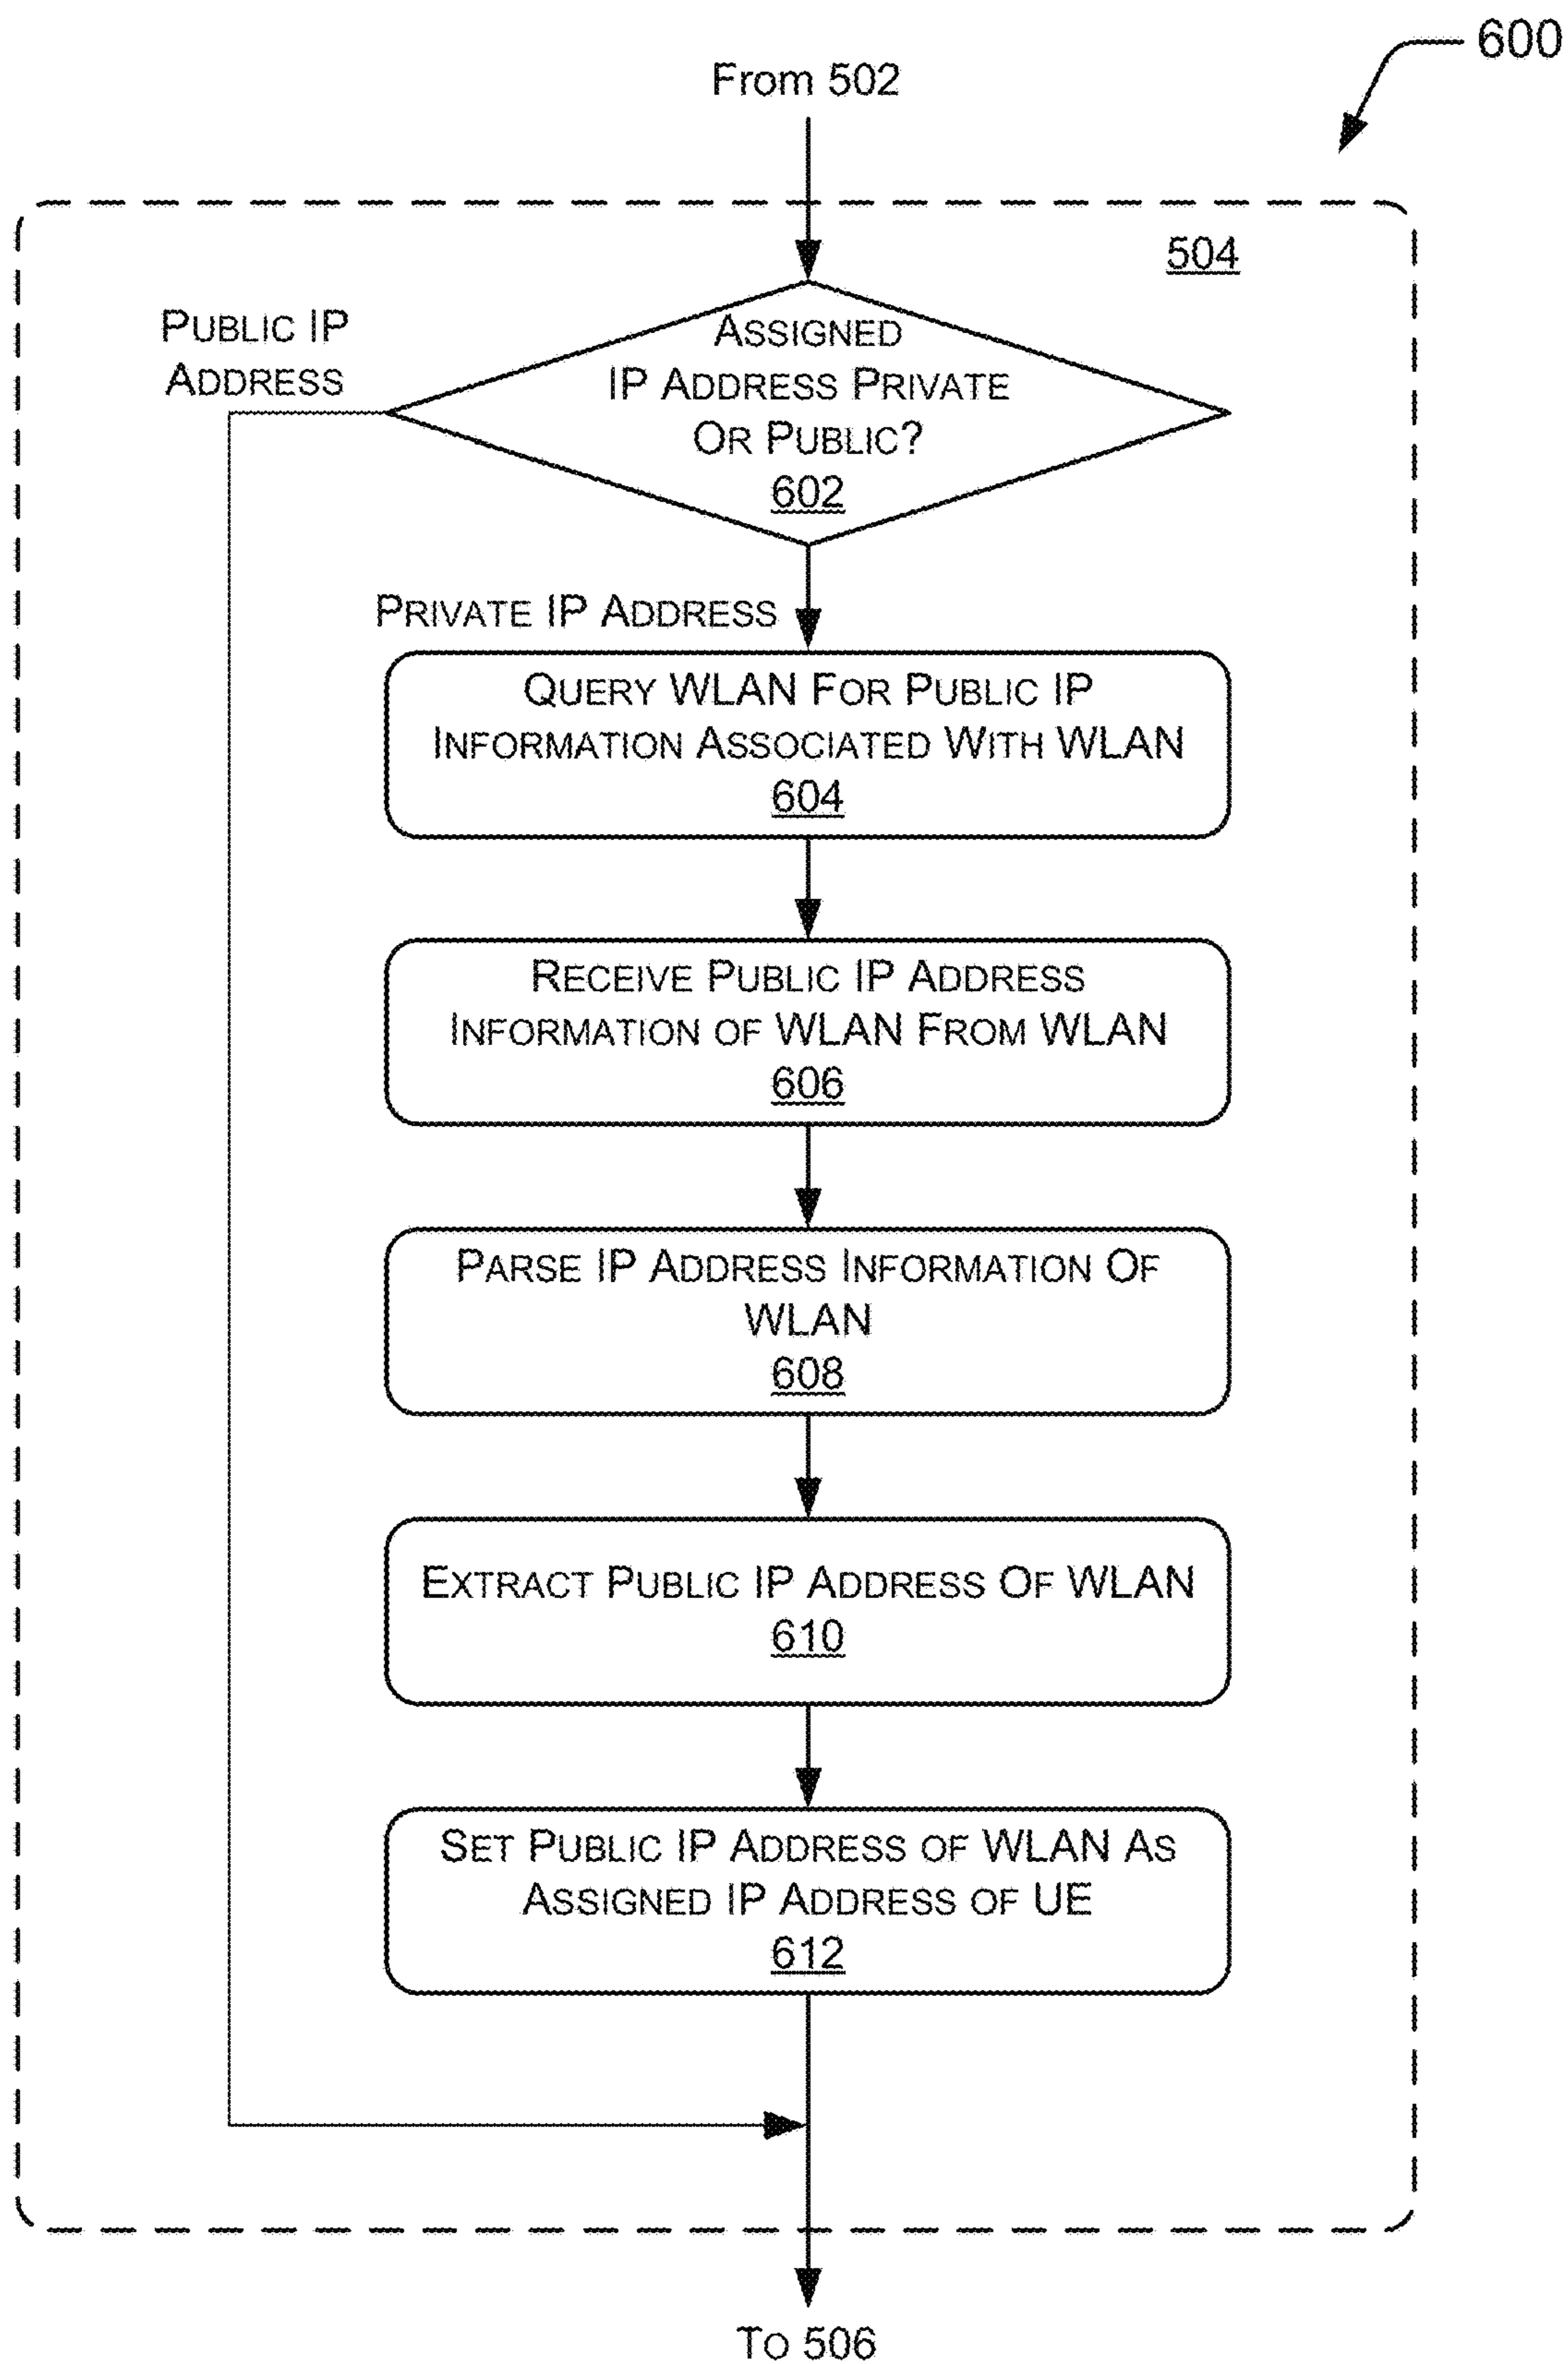 600
From 502
504
PUBLIC IP
ADDRESS
ASSIGNED
IP ADDRESS PRIVATE
OR PUBLIC?
602
PRIVATE IP ADDRESS
QUERY WLAN FOR PUBLIC IP
INFORMATION ASSOCIATED WITH WLAN
604
RECEIVE PUBLIC IP ADDRESS
INFORMATION OF WLAN FROM WLAN
606
PARSE IP ADDRESS INFORMATION OF
WLAN
608
EXTRACT PUBLIC IP ADDRESS OF WLAN
610
SET PUBLIC IP ADDRESS OF WLAN AS
ASSIGNED IP ADDRESS OF UE
612
TO 506